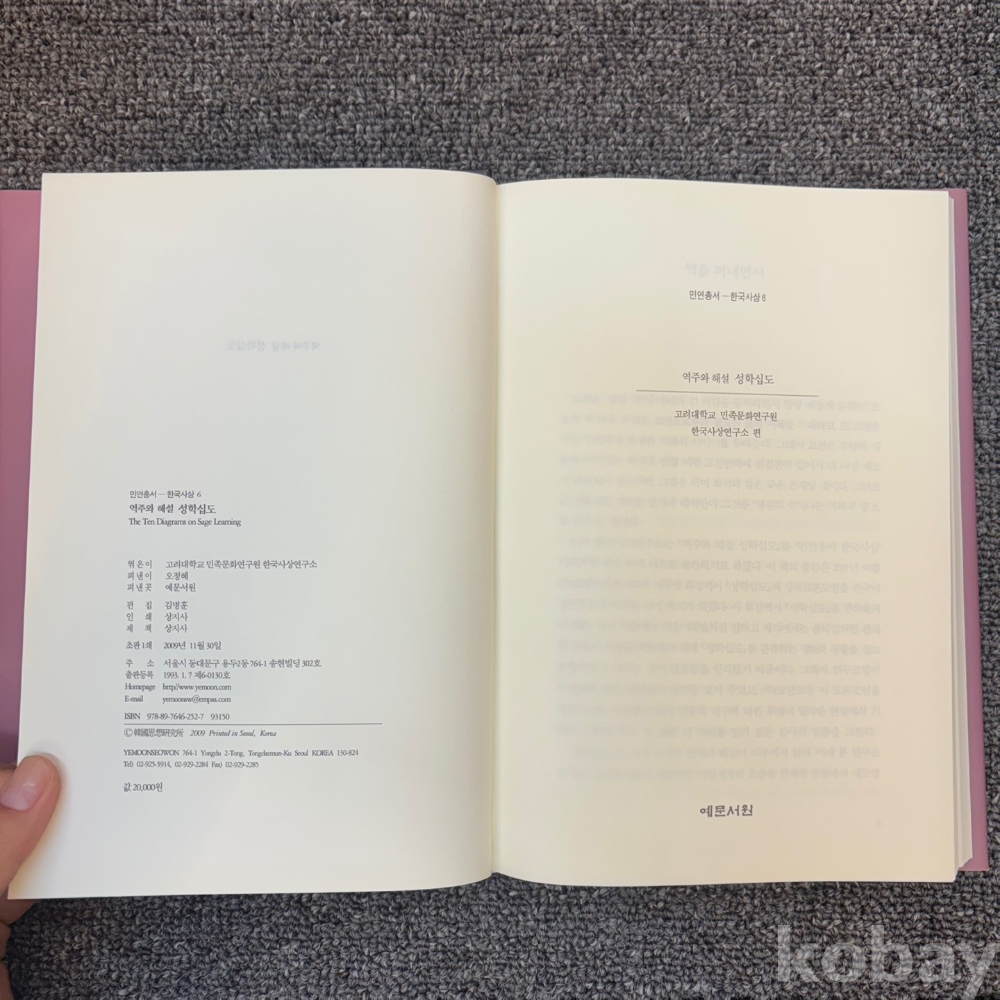 민연총서 — 한국사상 6
역주와 해설 성학십도
The Ten Diagrams on Sage Learning
엮은이 고려대학교 민족문화연구원 한국사상연구소
펴낸이 오정혜
펴낸곳 예문서원
편 집 김병훈
인 쇄 상지사
제 책 상지사
초판 1쇄 2009년 11월 30일
주 소 서울시 동대문구 용두2동 764-1 송현빌딩 302호
출판등록 1993. 1. 7 제6-0130호
Homepage http://www.yemoon.com
E-mail yemoonsw@empas.com
ISBN 978-89-7646-252-7 93150
ⓒ韓國思想硏究所 2009 Printed in Seoul, Korea
YEMOONSEOWON 764-1 Yongdu 2-Tong, Tongdaemun-Ku Seoul KOREA 130-824
Tel) 02-925-5914, 02-929-2284 Fax) 02-929-2285
값 20,000원
민연총서 — 한국사상 6
역주와 해설 성학십도
고려대학교 민족문화연구원
한국사상연구소 편
예문서원
kobay